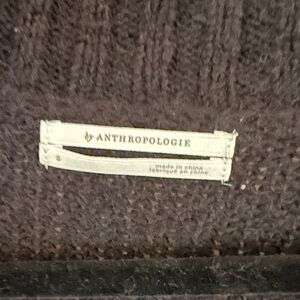 by ANTHROPOLOGIE
S
made in china
fabriqué en chine